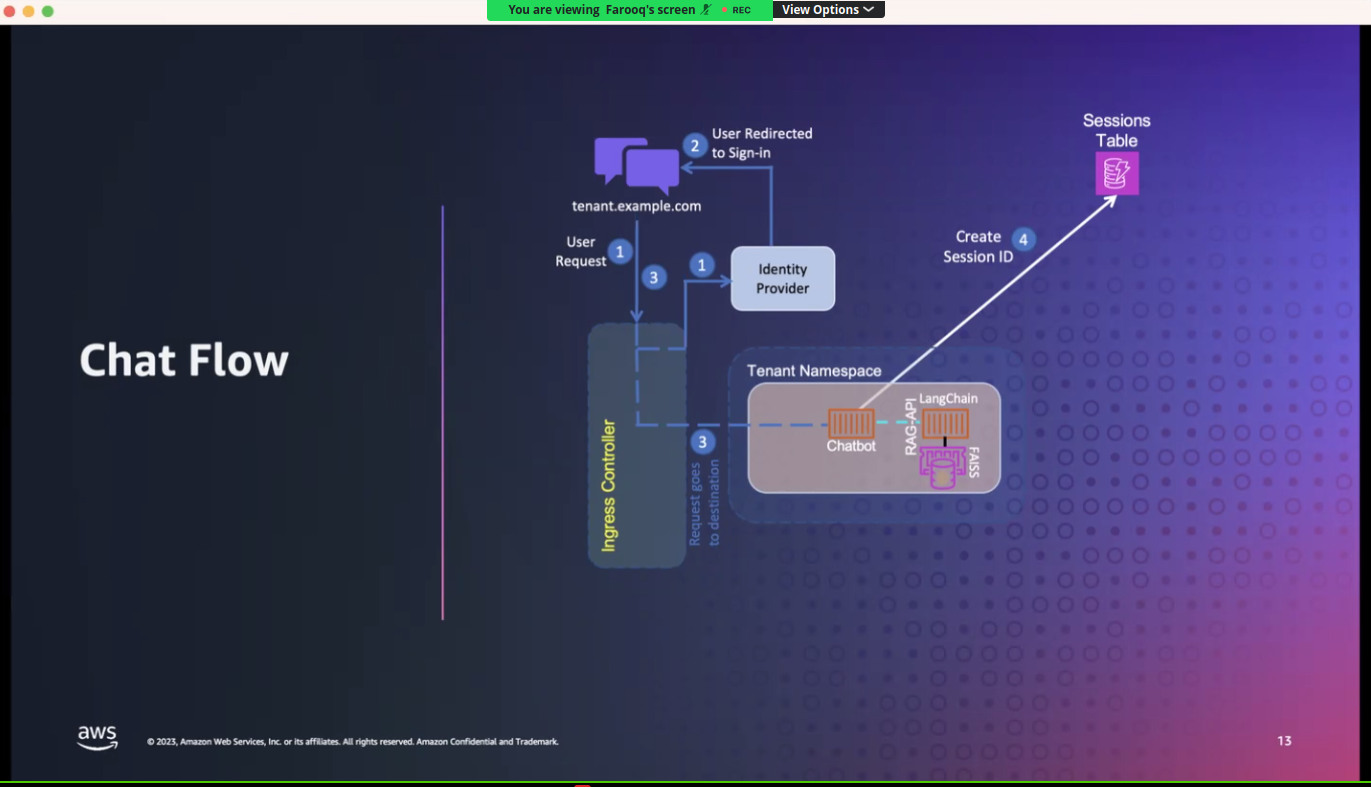 You are viewing Farooq's screen REC View Options
Sessions
Table
2 User Redirected
to Sign-in
tenant.example.com
User
Request 1
3
1
Identity
Provider
Create
Session ID 4
Chat Flow
Tenant Namespace
LangChain
RAG-API
Chatbot
FAISS
Ingress Controller
3
Request goes
to destination
aws
© 2023, Amazon Web Services, Inc. or its affiliates. All rights reserved. Amazon Confidential and Trademark.
13